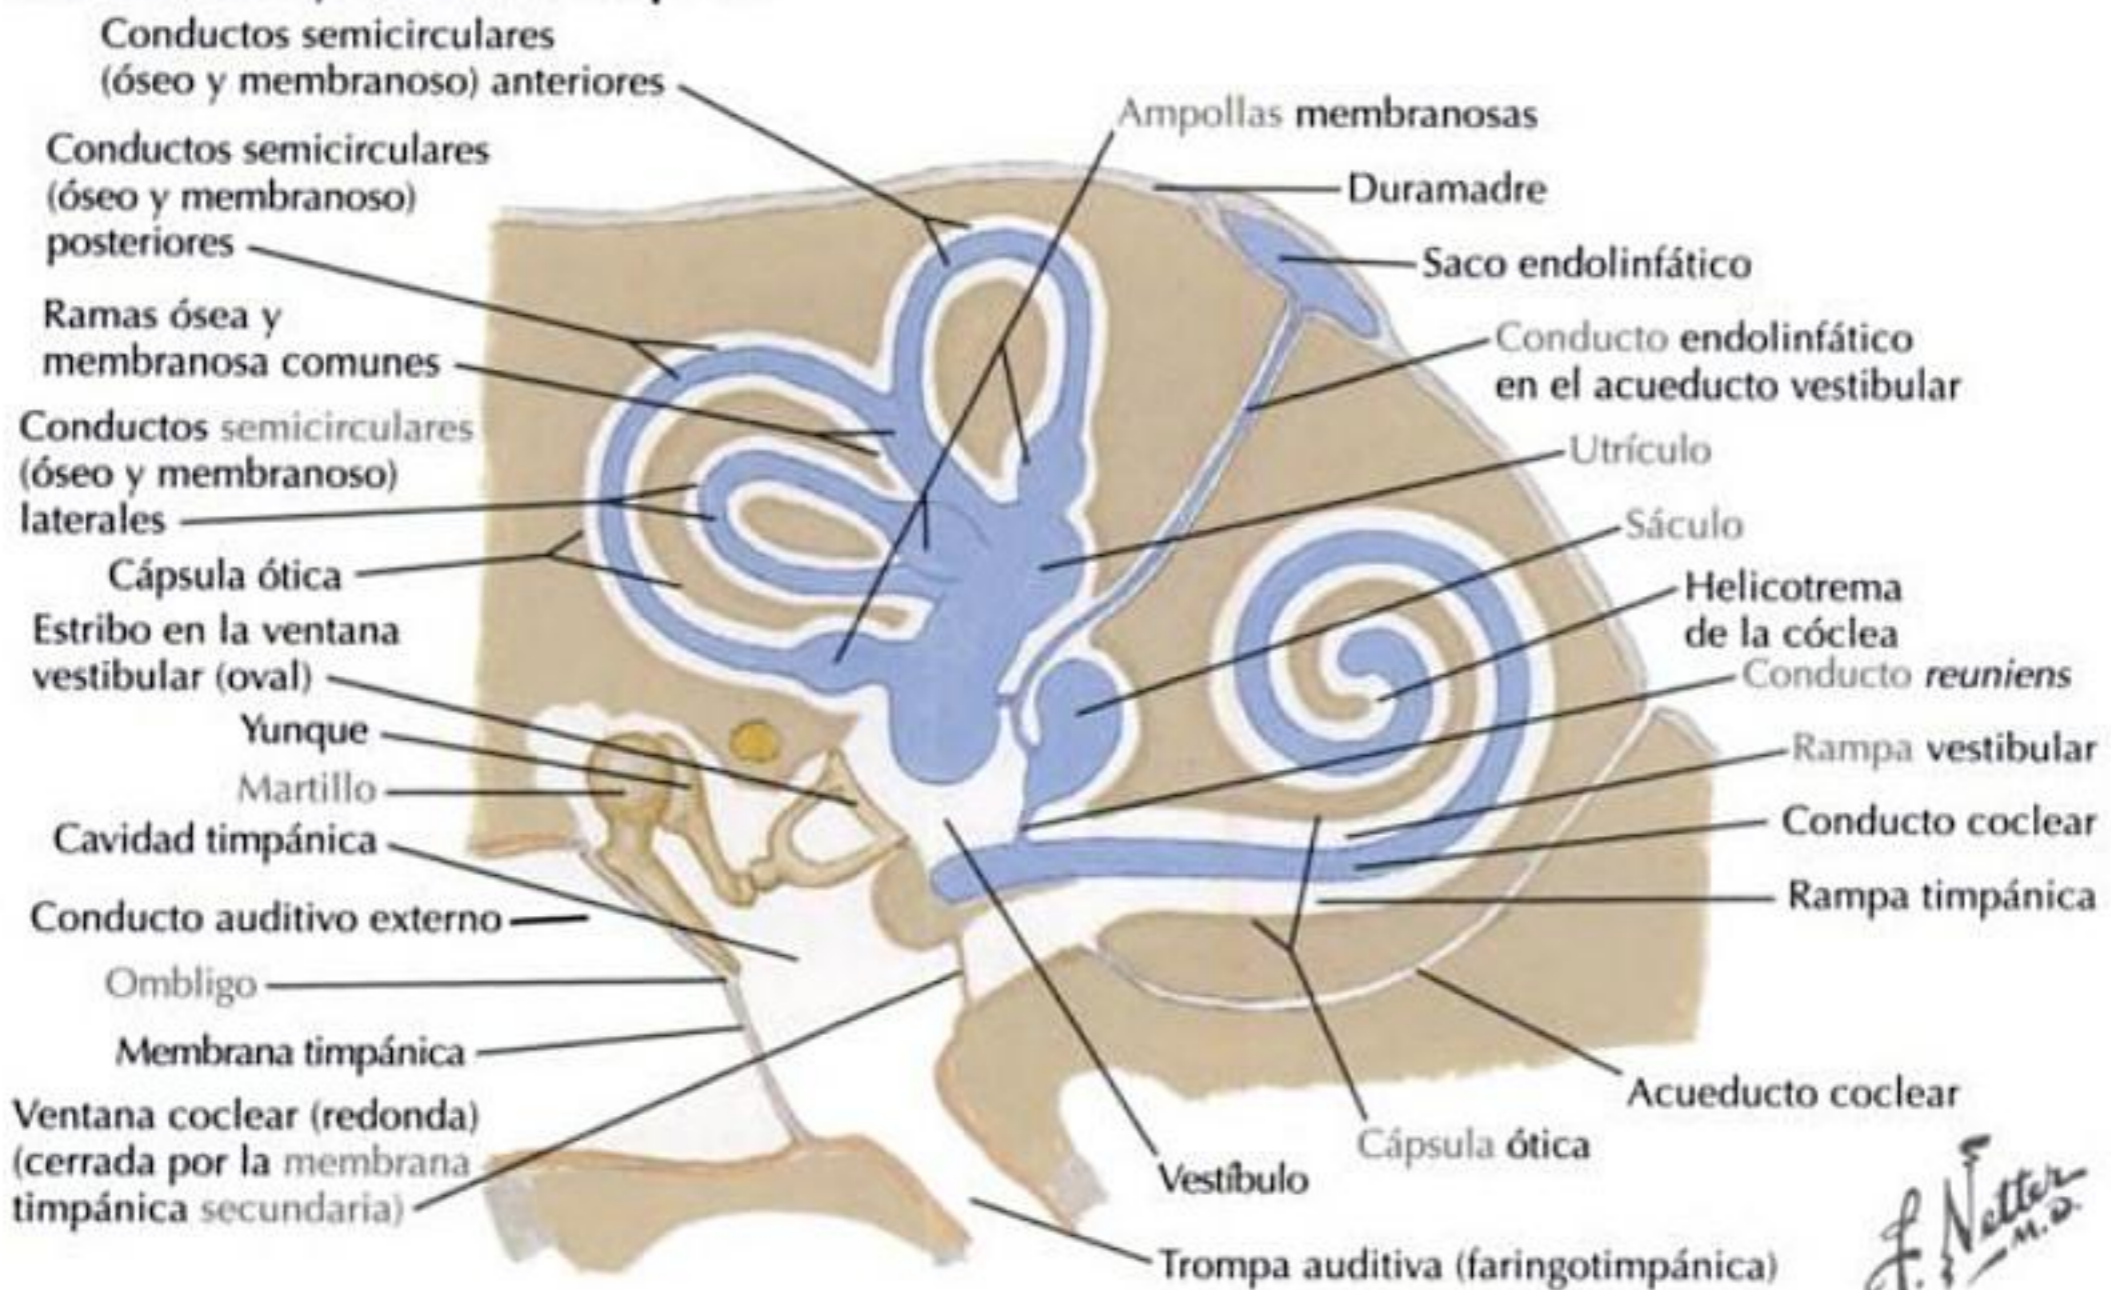 Conductos semicirculares
(óseo y membranoso) anteriores
Conductos semicirculares
(óseo y membranoso)
posteriores
Ramas ósea y
membranosa comunes
Conductos semicirculares
(óseo y membranoso)
laterales
Cápsula ótica
Estribo en la ventana
vestibular (oval)
Yunque
Martillo
Cavidad timpánica
Conducto auditivo externo
Ombligo
Membrana timpánica
Ventana coclear (redonda)
(cerrada por la membrana
timpánica secundaria)
Ampollas membranosas
Duramadre
Saco endolinfático
Conducto endolinfático
en el acueducto vestibular
Utrículo
Sáculo
Helicotrema
de la cóclea
Conducto reuniens
Rampa vestibular
Conducto coclear
Rampa timpánica
Acueducto coclear
Cápsula ótica
Vestíbulo
Trompa auditiva (faringotimpánica)
F. Netter
M.D.